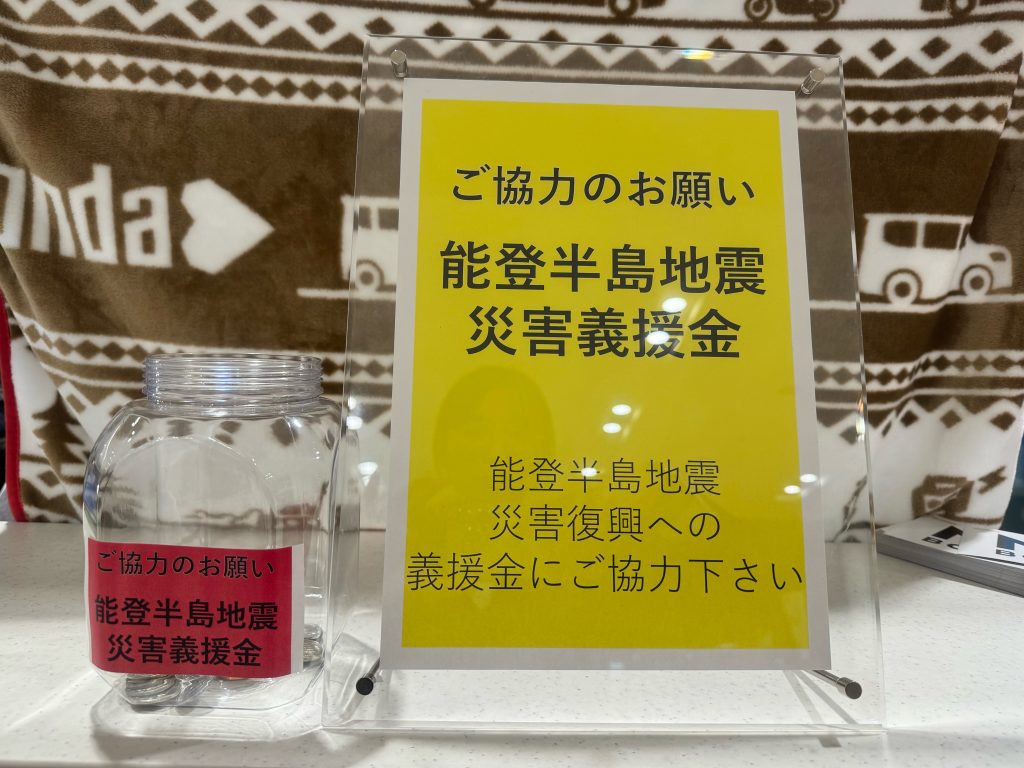 onda
ご協力のお願い
能登半島地震
災害義援金
能登半島地震
災害復興への
義援金にご協力下さい
ご協力のお願い
能登半島地震
災害義援金